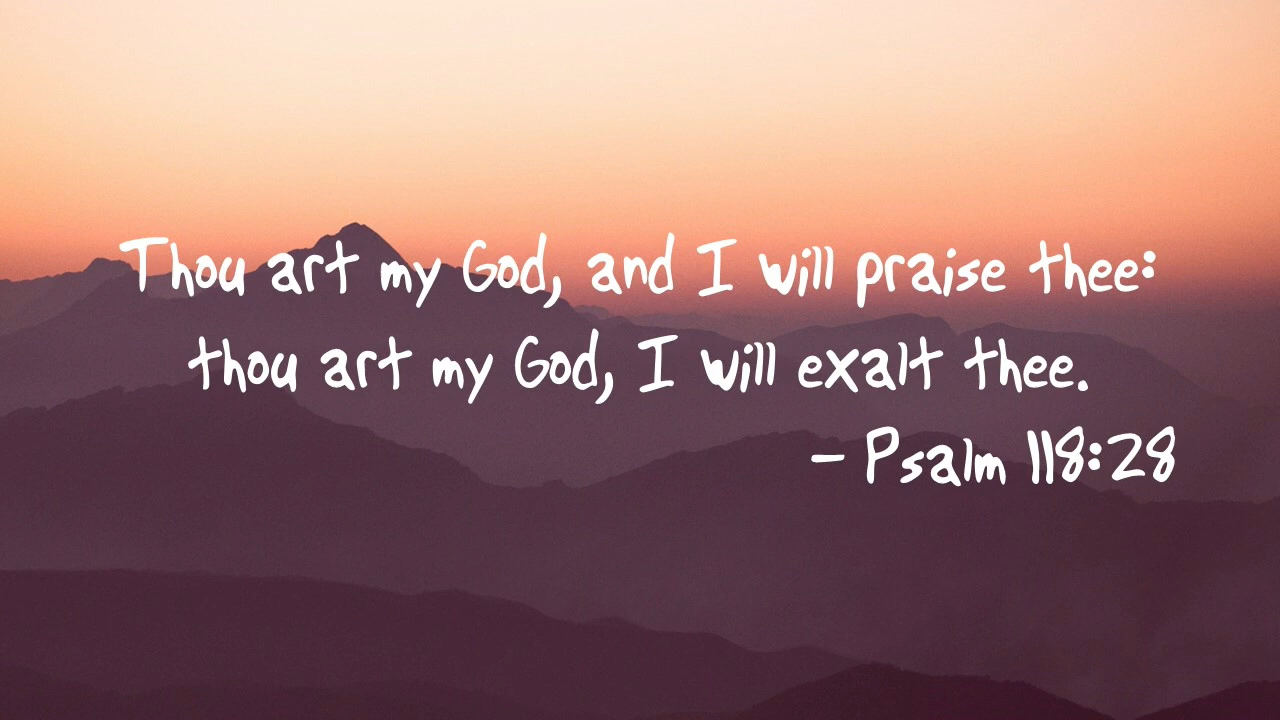 Thou art my God, and I will praise thee:
thou art my God, I will exalt thee.
- Psalm 118:28